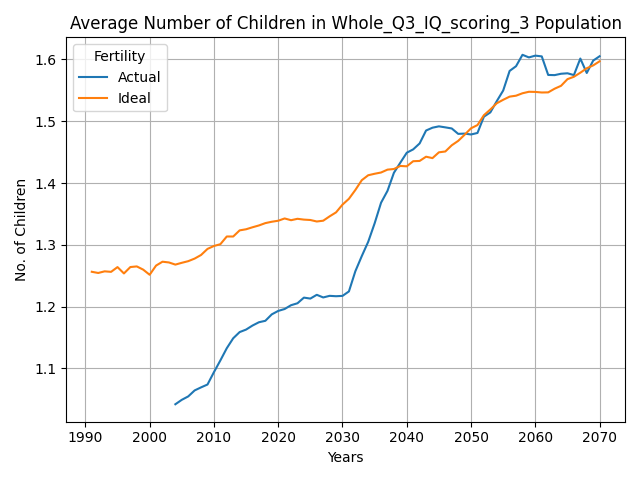 Average Number of Children in Whole_Q3_IQ_scoring_3 Population
Fertility
Actual
Ideal
No. of Children
1.6
1.5
1.4
1.3
1.2
1.1
1990 2000 2010 2020 2030 2040 2050 2060 2070
Years